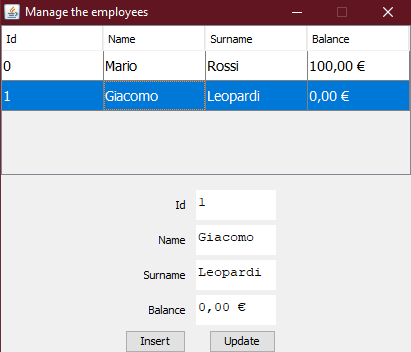 Manage the employees
Id Name Surname Balance
0 Mario Rossi 100,00 €
1 Giacomo Leopardi 0,00 €
Id 1
Name Giacomo
Surname Leopardi
Balance 0,00 €
Insert Update